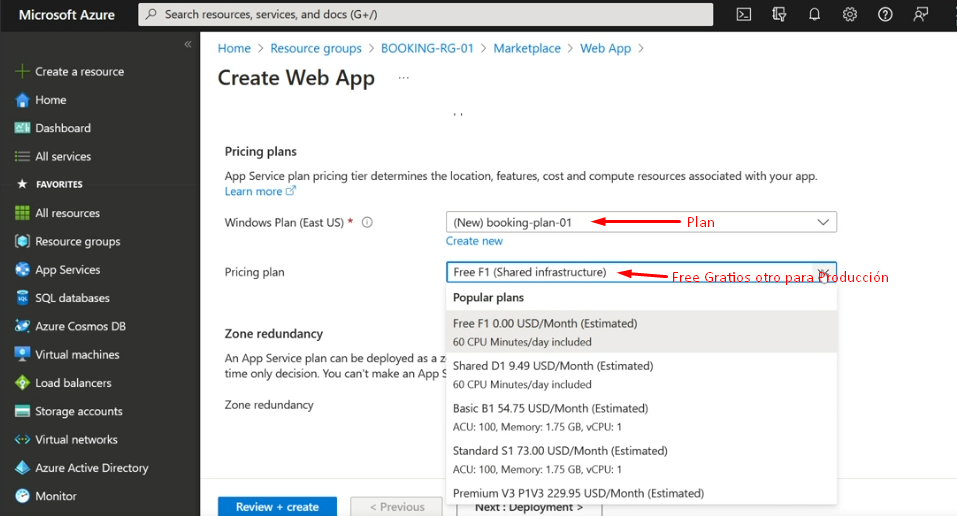 Microsoft Azure
Search resources, services, and docs (G+/)
Home > Resource groups > BOOKING-RG-01 > Marketplace > Web App >
Create Web App ...
Create a resource
Home
Dashboard
All services
FAVORITES
All resources
Resource groups
App Services
SQL databases
Azure Cosmos DB
Virtual machines
Load balancers
Storage accounts
Virtual networks
Azure Active Directory
Monitor
Pricing plans
App Service plan pricing tier determines the location, features, cost and compute resources associated with your app.
Learn more
Windows Plan (East US) *
(New) booking-plan-01
Plan
Create new
Pricing plan
Free F1 (Shared infrastructure)
Free Gratios otro para Producción
Popular plans
Free F1 0.00 USD/Month (Estimated)
60 CPU Minutes/day included
Shared D1 9.49 USD/Month (Estimated)
60 CPU Minutes/day included
Basic B1 54.75 USD/Month (Estimated)
ACU: 100, Memory: 1.75 GB, vCPU: 1
Standard S1 73.00 USD/Month (Estimated)
ACU: 100, Memory: 1.75 GB, vCPU: 1
Premium V3 P1V3 229.95 USD/Month (Estimated)
Zone redundancy
An App Service plan can be deployed as a
time only decision. You can't make an App
Zone redundancy
Review + create
< Previous
Next : Deployment >